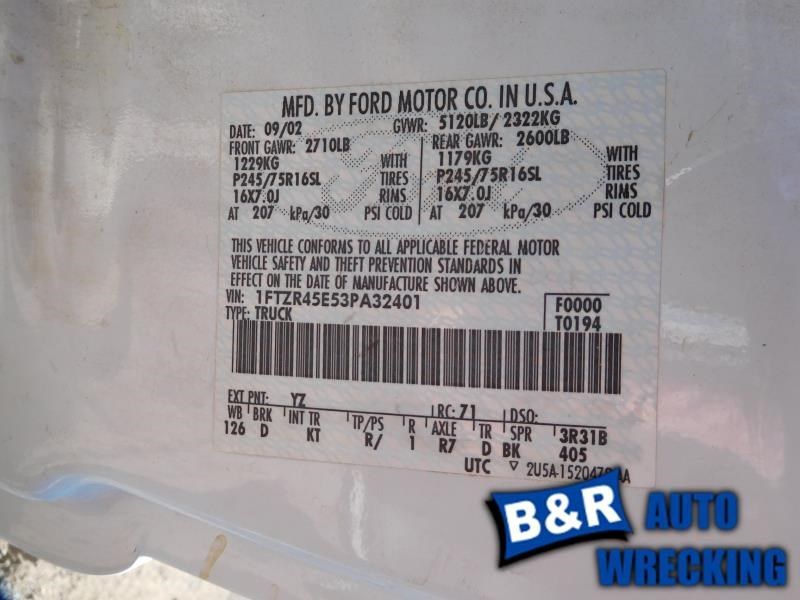 MFD. BY FORD MOTOR CO. IN U.S.A.
DATE: 09/02 GVWR: 5120LB/ 2322KG
FRONT GAWR: 2710LB REAR GAWR: 2600LB
1229KG WITH 1179KG WITH
P245/75R16SL TIRES P245/75R16SL TIRES
16X7.0J RIMS 16X7.0J RIMS
AT 207 kPa/30 PSI COLD AT 207 kPa/30 PSI COLD
THIS VEHICLE CONFORMS TO ALL APPLICABLE FEDERAL MOTOR
VEHICLE SAFETY AND THEFT PREVENTION STANDARDS IN
EFFECT ON THE DATE OF MANUFACTURE SHOWN ABOVE.
VIN: 1FTZR45E53PA32401 F0000
TYPE: TRUCK T0194
EXT PNT: YZ RC: 71 DSO:
WB BRK INT TR TP/PS R AXLE TR SPR 3R31B
126 D KT R/ 1 R7 D BK 405
UTC ▽ 2U5A-1520472-AA
B&R AUTO
WRECKING